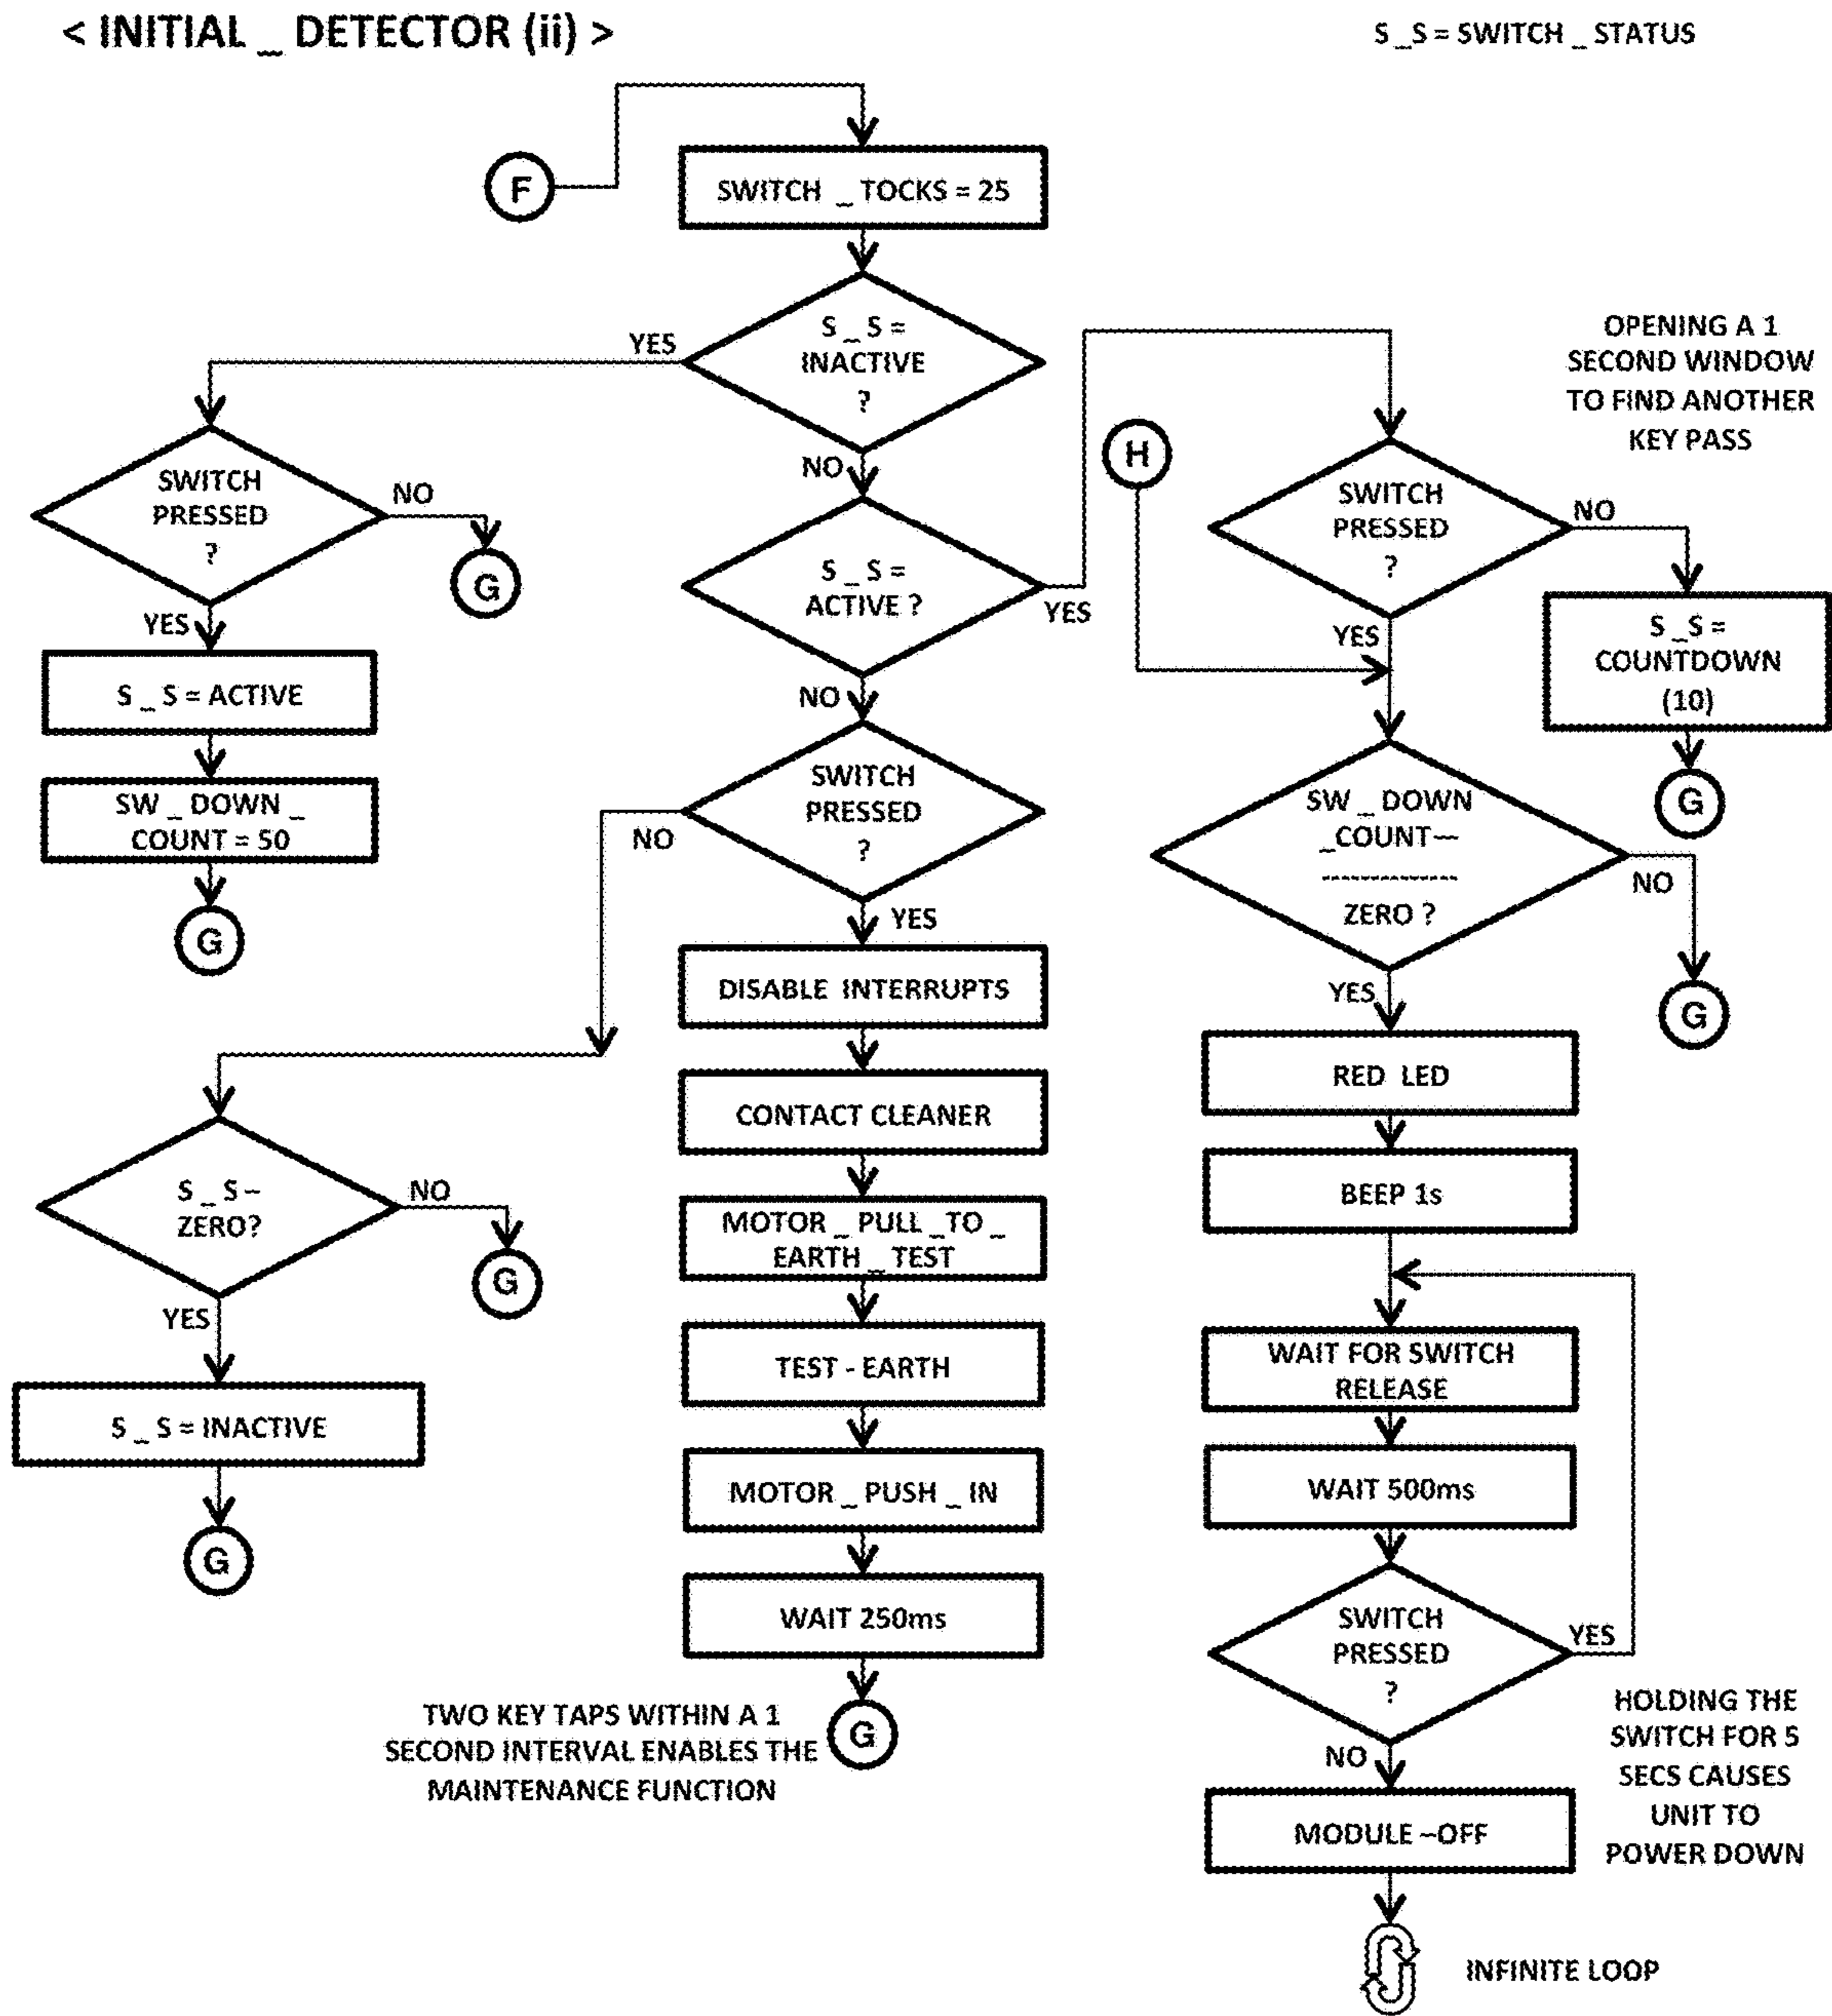 < INITIAL _ DETECTOR (ii) >
S _S = SWITCH _ STATUS
F
SWITCH _ TOCKS = 25
S _ S =
INACTIVE
?
YES
NO
SWITCH
PRESSED
?
NO
G
YES
S _ S = ACTIVE
SW _ DOWN _
COUNT = 50
G
S _ S =
ACTIVE ?
YES
NO
OPENING A 1
SECOND WINDOW
TO FIND ANOTHER
KEY PASS
H
SWITCH
PRESSED
?
NO
YES
S _S =
COUNTDOWN
(10)
G
SWITCH
PRESSED
?
NO
YES
SW _ DOWN
_COUNT--
--------------
ZERO ?
NO
G
YES
S _ S --
ZERO?
NO
G
YES
S _ S = INACTIVE
G
DISABLE INTERRUPTS
CONTACT CLEANER
MOTOR _ PULL _TO _
EARTH _ TEST
TEST - EARTH
MOTOR _ PUSH _ IN
WAIT 250ms
G
TWO KEY TAPS WITHIN A 1
SECOND INTERVAL ENABLES THE
MAINTENANCE FUNCTION
RED LED
BEEP 1s
WAIT FOR SWITCH
RELEASE
WAIT 500ms
SWITCH
PRESSED
?
YES
NO
HOLDING THE
SWITCH FOR 5
SECS CAUSES
UNIT TO
POWER DOWN
MODULE –OFF
INFINITE LOOP